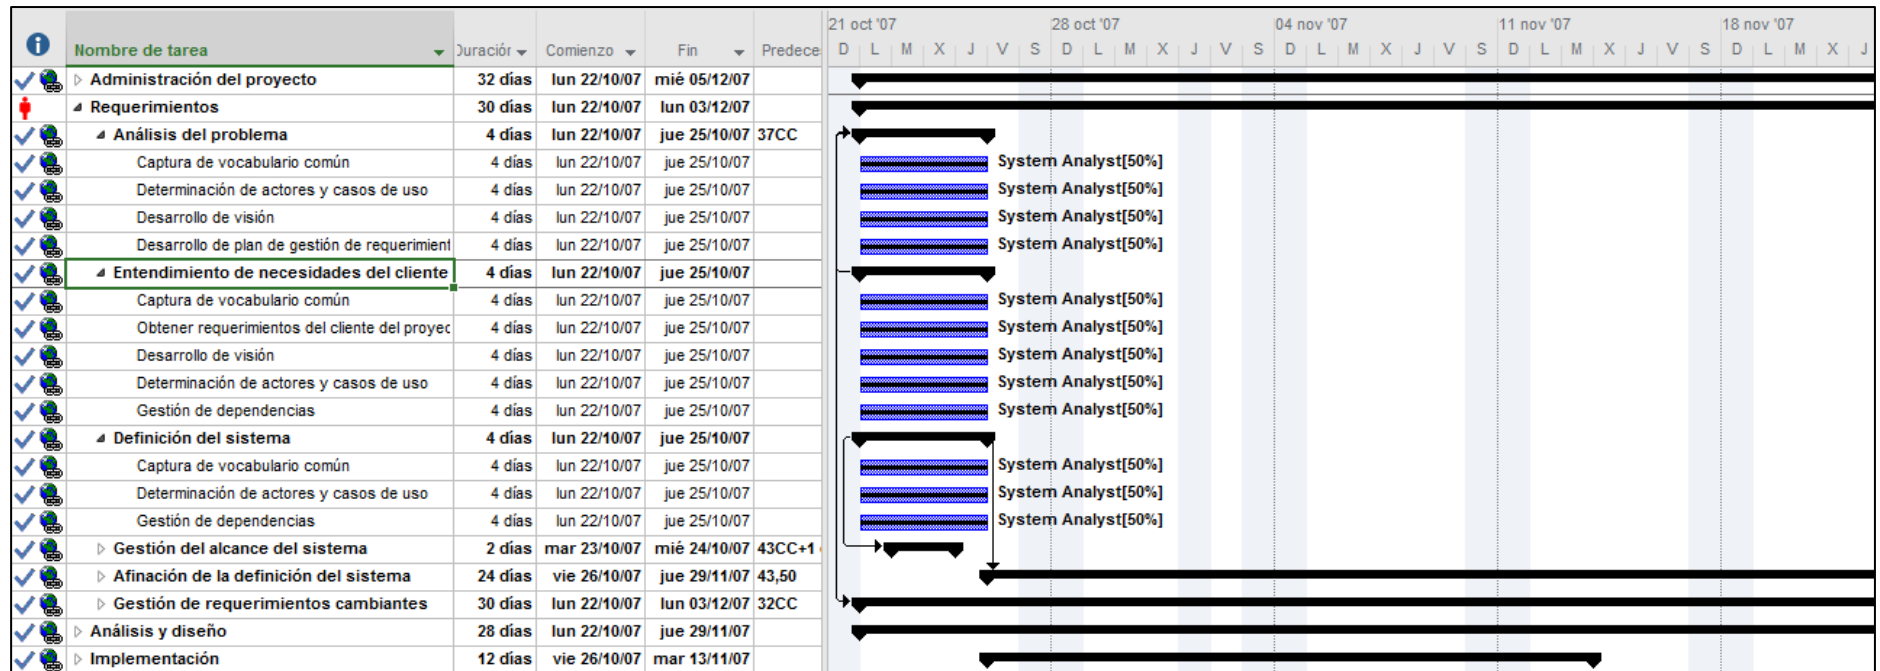 21 oct '07 28 oct '07 04 nov '07 11 nov '07 18 nov '07
Nombre de tarea Duración Comienzo Fin Predece D L M X J V S D L M X J V S D L M X J V S D L M X J V S D L M X J
Administración del proyecto 32 días lun 22/10/07 mié 05/12/07
Requerimientos 30 días lun 22/10/07 lun 03/12/07
Análisis del problema 4 días lun 22/10/07 jue 25/10/07 37CC
Captura de vocabulario común 4 días lun 22/10/07 jue 25/10/07 System Analyst[50%]
Determinación de actores y casos de uso 4 días lun 22/10/07 jue 25/10/07 System Analyst[50%]
Desarrollo de visión 4 días lun 22/10/07 jue 25/10/07 System Analyst[50%]
Desarrollo de plan de gestión de requerimient 4 días lun 22/10/07 jue 25/10/07 System Analyst[50%]
Entendimiento de necesidades del cliente 4 días lun 22/10/07 jue 25/10/07
Captura de vocabulario común 4 días lun 22/10/07 jue 25/10/07 System Analyst[50%]
Obtener requerimientos del cliente del proyec 4 días lun 22/10/07 jue 25/10/07 System Analyst[50%]
Desarrollo de visión 4 días lun 22/10/07 jue 25/10/07 System Analyst[50%]
Determinación de actores y casos de uso 4 días lun 22/10/07 jue 25/10/07 System Analyst[50%]
Gestión de dependencias 4 días lun 22/10/07 jue 25/10/07 System Analyst[50%]
Definición del sistema 4 días lun 22/10/07 jue 25/10/07
Captura de vocabulario común 4 días lun 22/10/07 jue 25/10/07 System Analyst[50%]
Determinación de actores y casos de uso 4 días lun 22/10/07 jue 25/10/07 System Analyst[50%]
Gestión de dependencias 4 días lun 22/10/07 jue 25/10/07 System Analyst[50%]
Gestión del alcance del sistema 2 días mar 23/10/07 mié 24/10/07 43CC+1
Afinación de la definición del sistema 24 días vie 26/10/07 jue 29/11/07 43,50
Gestión de requerimientos cambiantes 30 días lun 22/10/07 lun 03/12/07 32CC
Análisis y diseño 28 días lun 22/10/07 jue 29/11/07
Implementación 12 días vie 26/10/07 mar 13/11/07